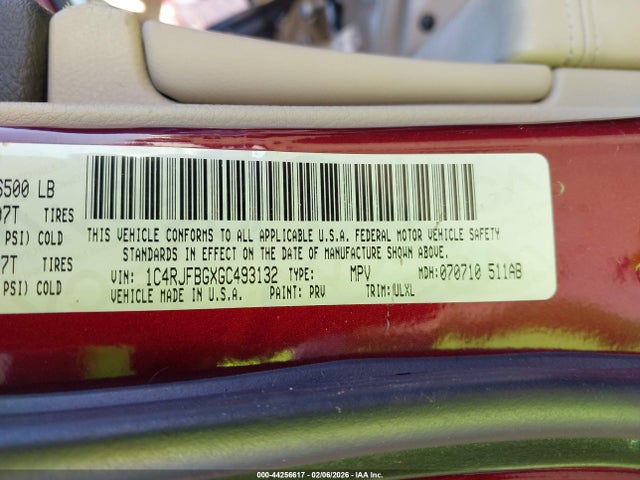 6500 LB
97T TIRES
PSI) COLD
7T TIRES
PSI) COLD
THIS VEHICLE CONFORMS TO ALL APPLICABLE U.S.A. FEDERAL MOTOR VEHICLE SAFETY
STANDARDS IN EFFECT ON THE DATE OF MANUFACTURE SHOWN ABOVE.
VIN: 1C4RJFBGXGC493132 TYPE: MPV MDH:070710 511AB
VEHICLE MADE IN U.S.A. PAINT: PRV TRIM:ULXL
000-44256617 - 02/06/2026 - IAA Inc.